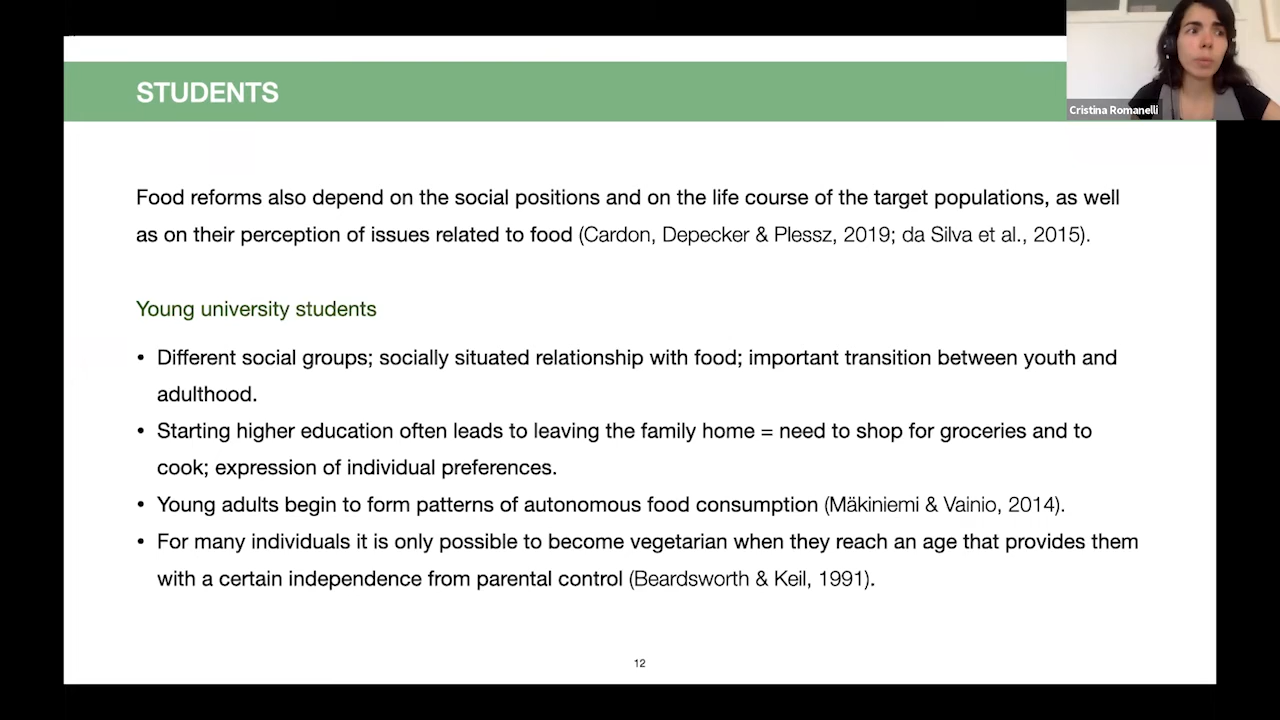 STUDENTS
Cristina Romanelli
Food reforms also depend on the social positions and on the life course of the target populations, as well
as on their perception of issues related to food (Cardon, Depecker & Plessz, 2019; da Silva et al., 2015).
Young university students
• Different social groups; socially situated relationship with food; important transition between youth and
adulthood.
• Starting higher education often leads to leaving the family home = need to shop for groceries and to
cook; expression of individual preferences.
• Young adults begin to form patterns of autonomous food consumption (Mäkiniemi & Vainio, 2014).
• For many individuals it is only possible to become vegetarian when they reach an age that provides them
with a certain independence from parental control (Beardsworth & Keil, 1991).
12